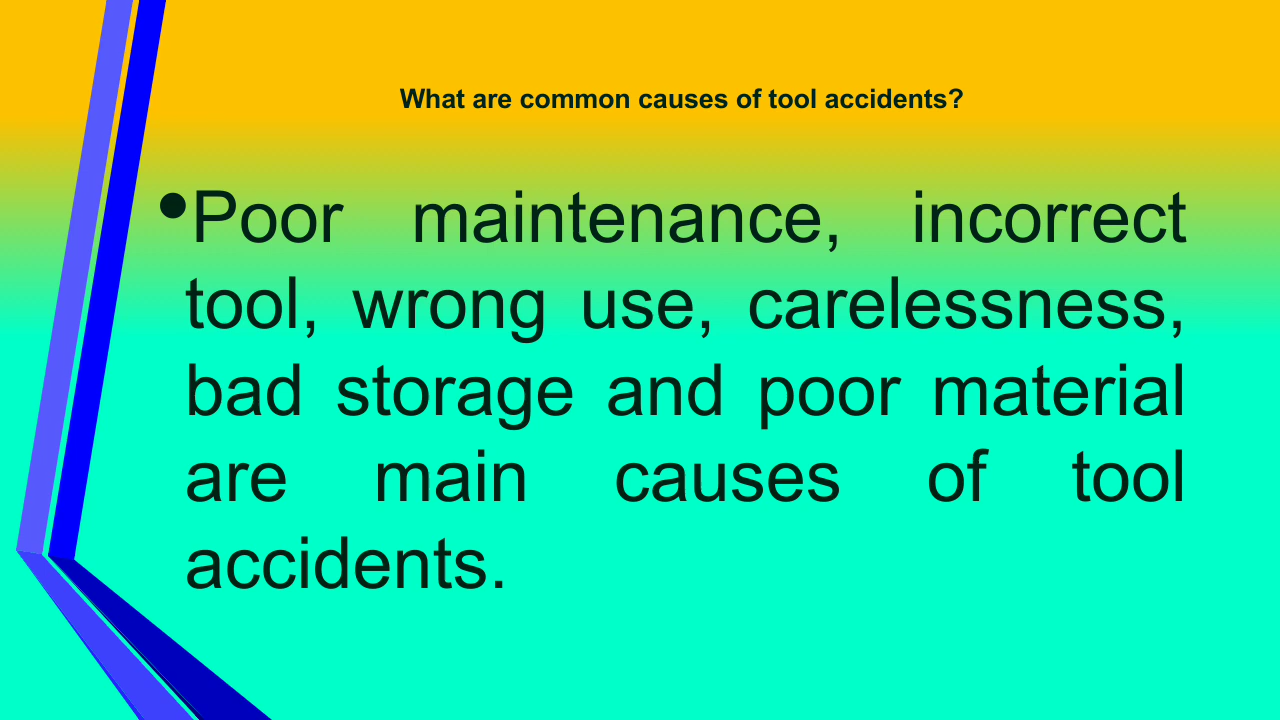 What are common causes of tool accidents?
•Poor maintenance, incorrect
tool, wrong use, carelessness,
bad storage and poor material
are main causes of tool
accidents.